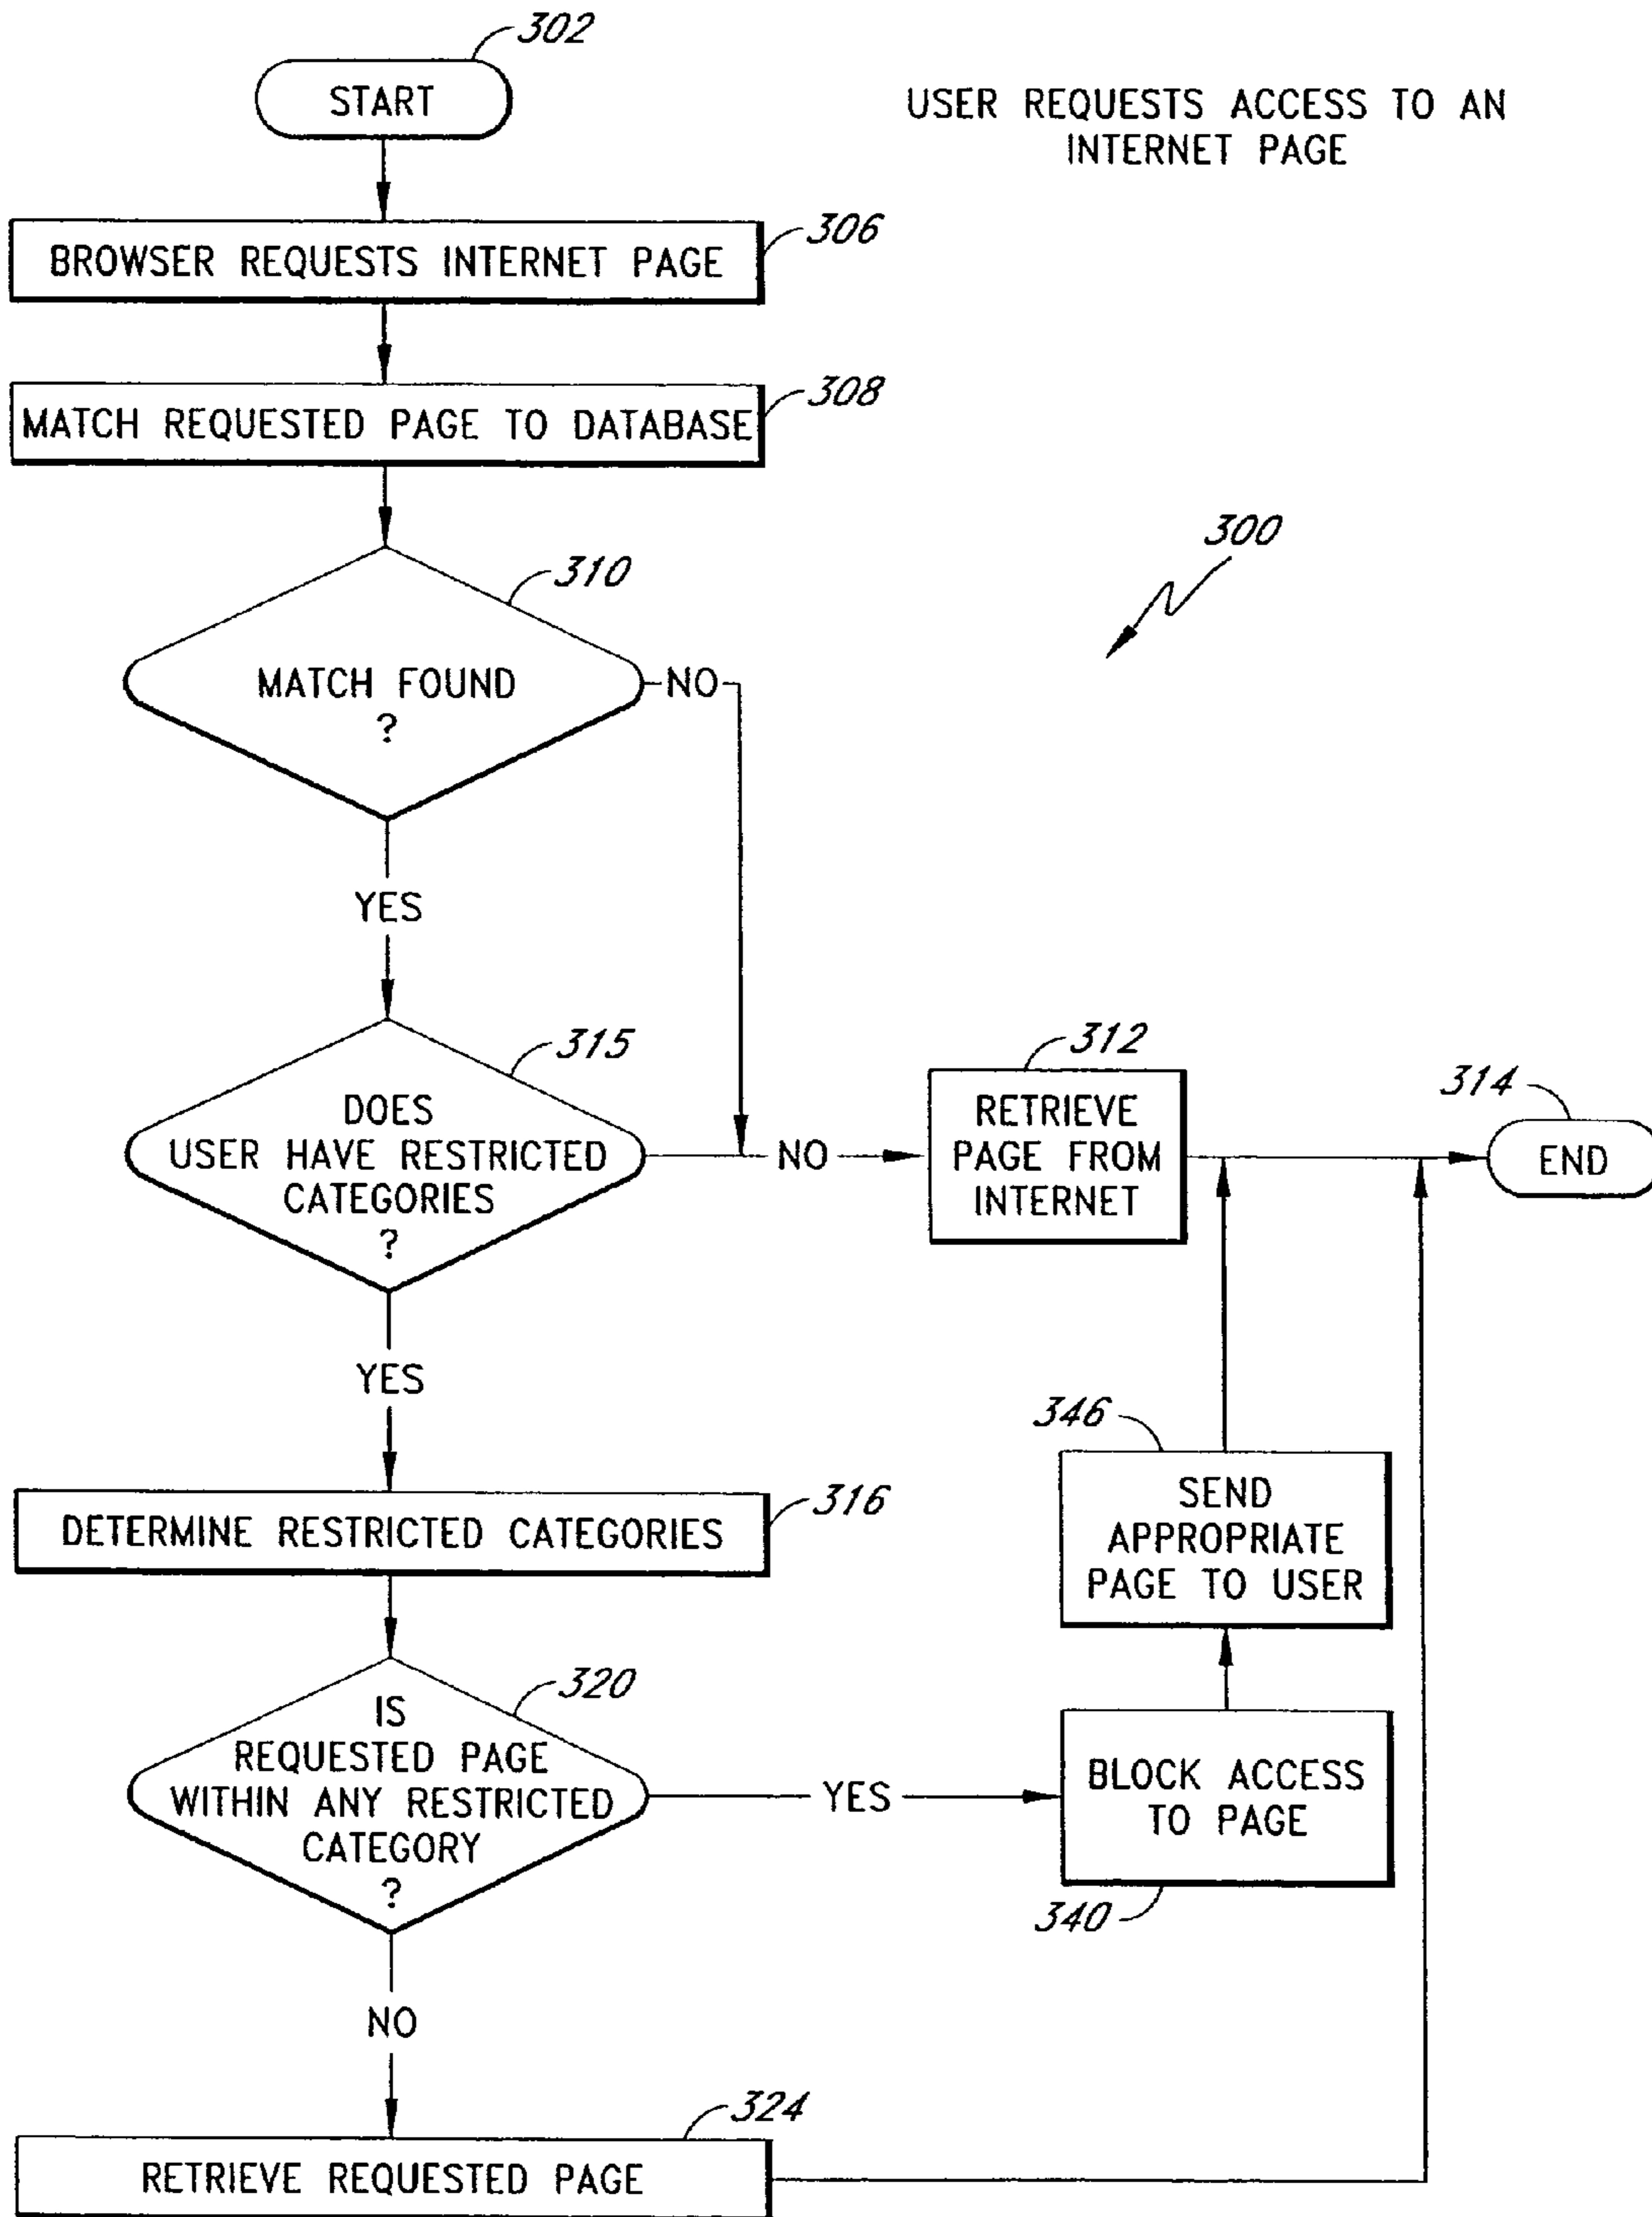 302
START
USER REQUESTS ACCESS TO AN
INTERNET PAGE
306
BROWSER REQUESTS INTERNET PAGE
308
MATCH REQUESTED PAGE TO DATABASE
300
310
MATCH FOUND
?
NO
YES
315
DOES
USER HAVE RESTRICTED
CATEGORIES
?
NO
312
RETRIEVE
PAGE FROM
INTERNET
314
END
YES
316
DETERMINE RESTRICTED CATEGORIES
346
SEND
APPROPRIATE
PAGE TO USER
320
IS
REQUESTED PAGE
WITHIN ANY RESTRICTED
CATEGORY
?
YES
BLOCK ACCESS
TO PAGE
340
NO
324
RETRIEVE REQUESTED PAGE